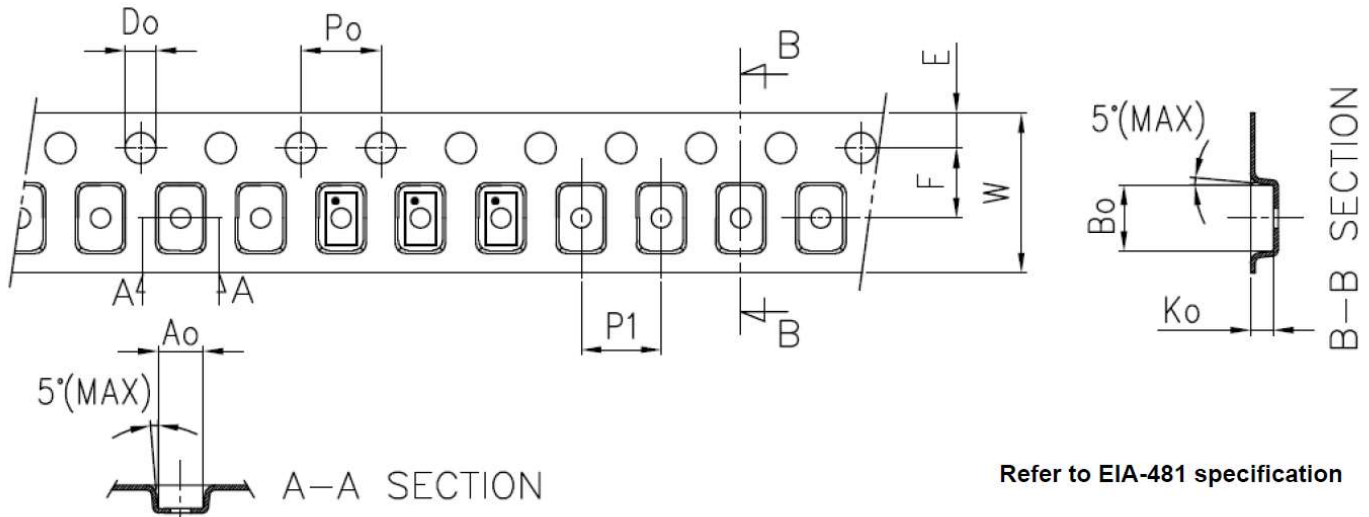 Do
Po
B
E
5°(MAX)
F
W
Bo
B-B SECTION
A
A
P1
B
Ko
Ao
5°(MAX)
A-A SECTION
Refer to EIA-481 specification